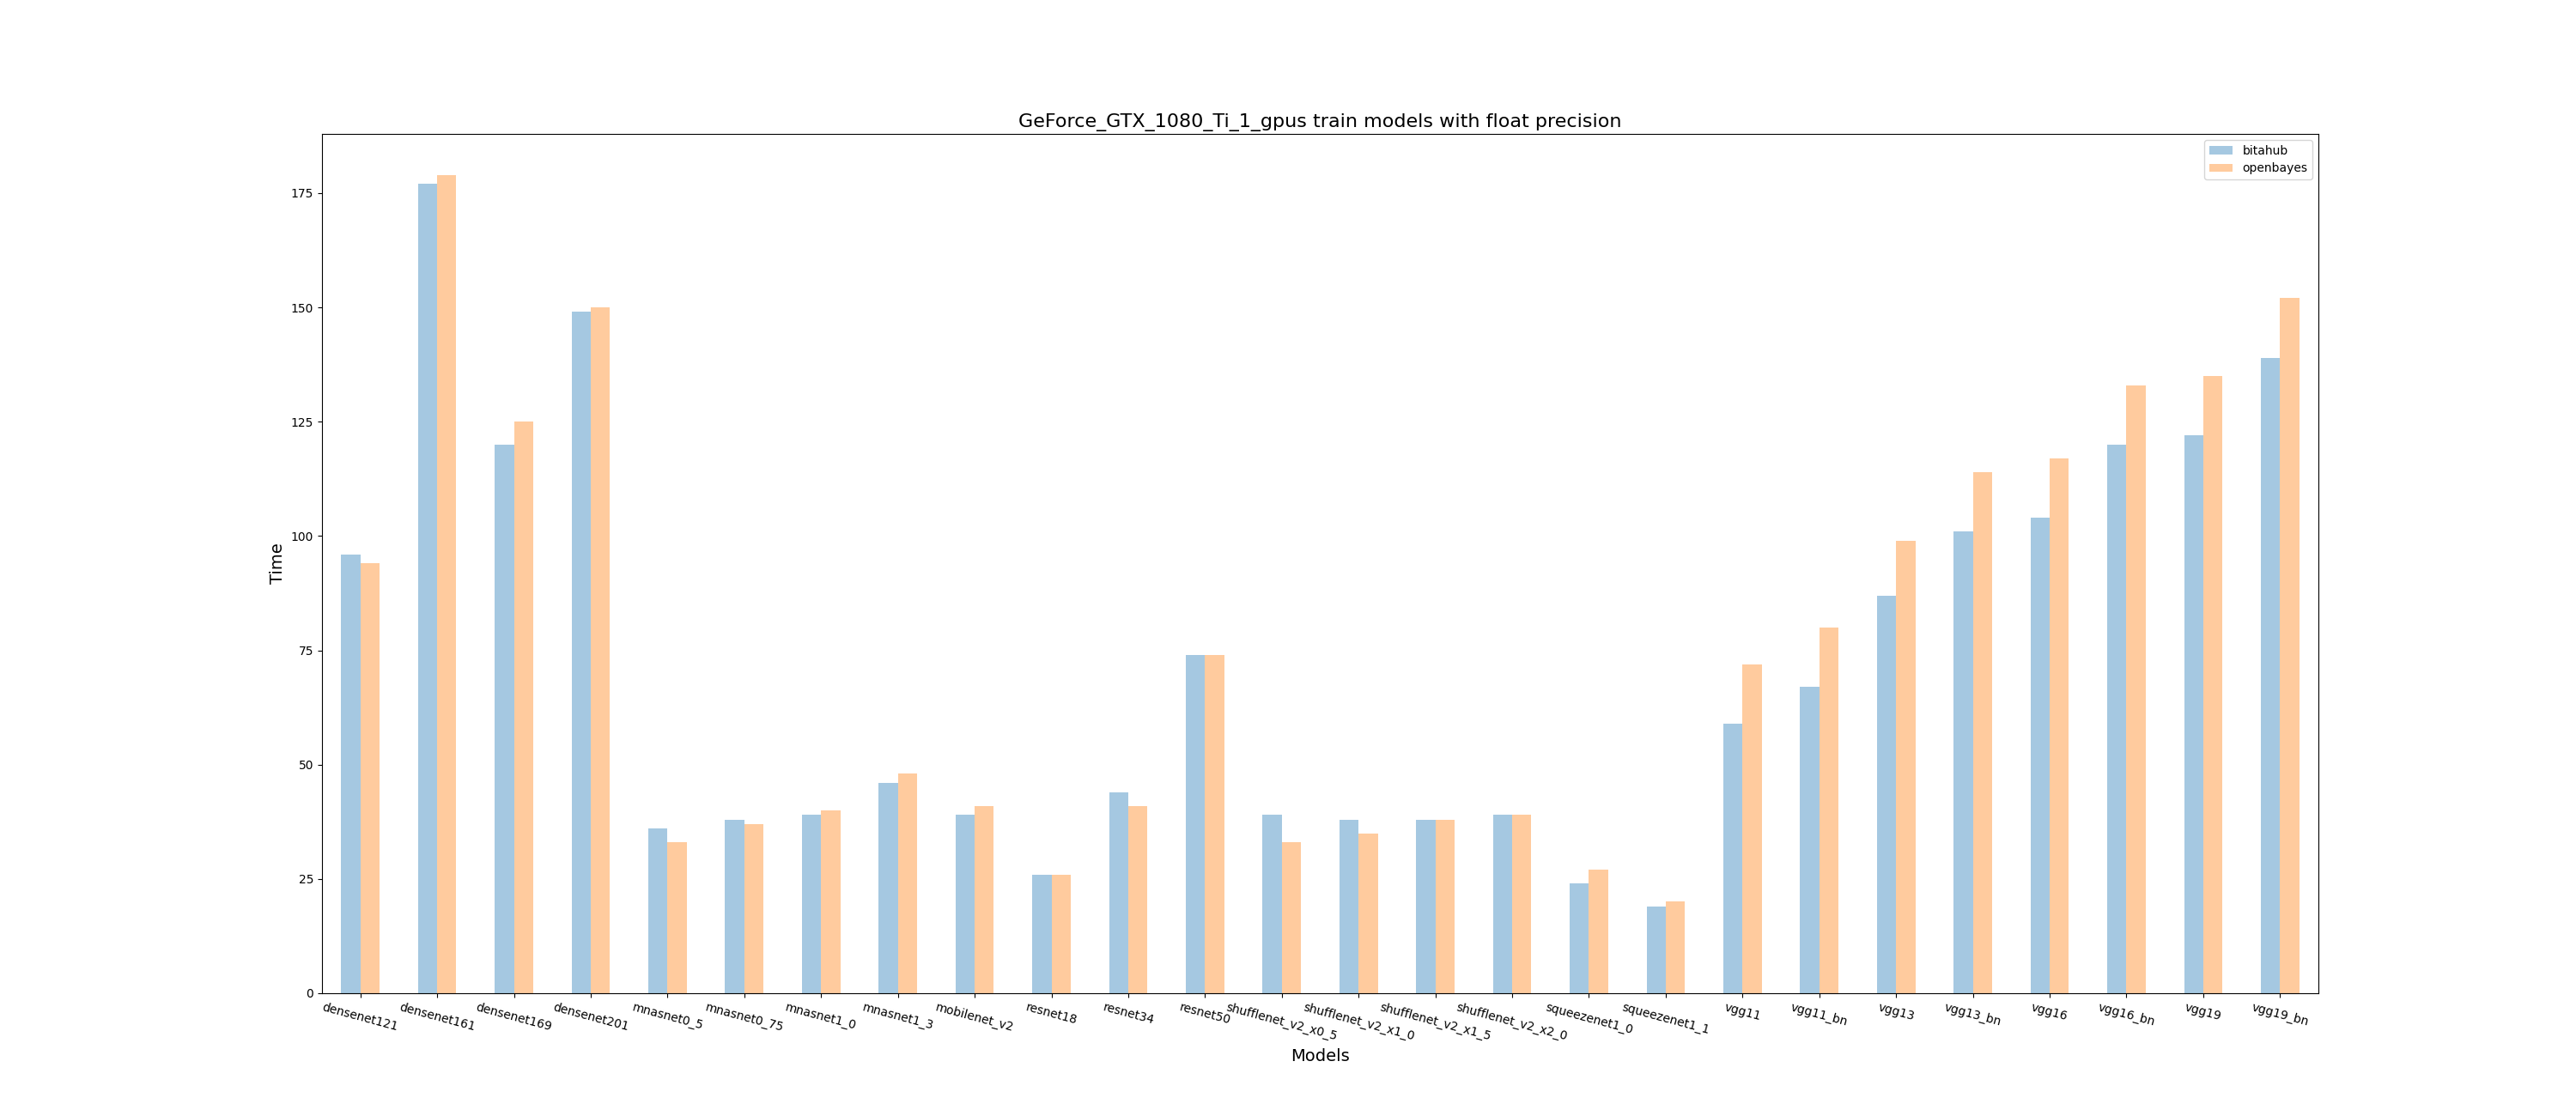 GeForce_GTX_1080_Ti_1_gpus train models with float precision
bitahub
openbayes
175
150
125
100
75
50
25
0
Time
densenet121
densenet161
densenet169
densenet201
mnasnet0_5
mnasnet0_75
mnasnet1_0
mnasnet1_3
mobilenet_v2
resnet18
resnet34
resnet50
shufflenet_v2_x0_5
shufflenet_v2_x1_0
shufflenet_v2_x1_5
shufflenet_v2_x2_0
squeezenet1_0
squeezenet1_1
vgg11
vgg11_bn
vgg13
vgg13_bn
vgg16
vgg16_bn
vgg19
vgg19_bn
Models